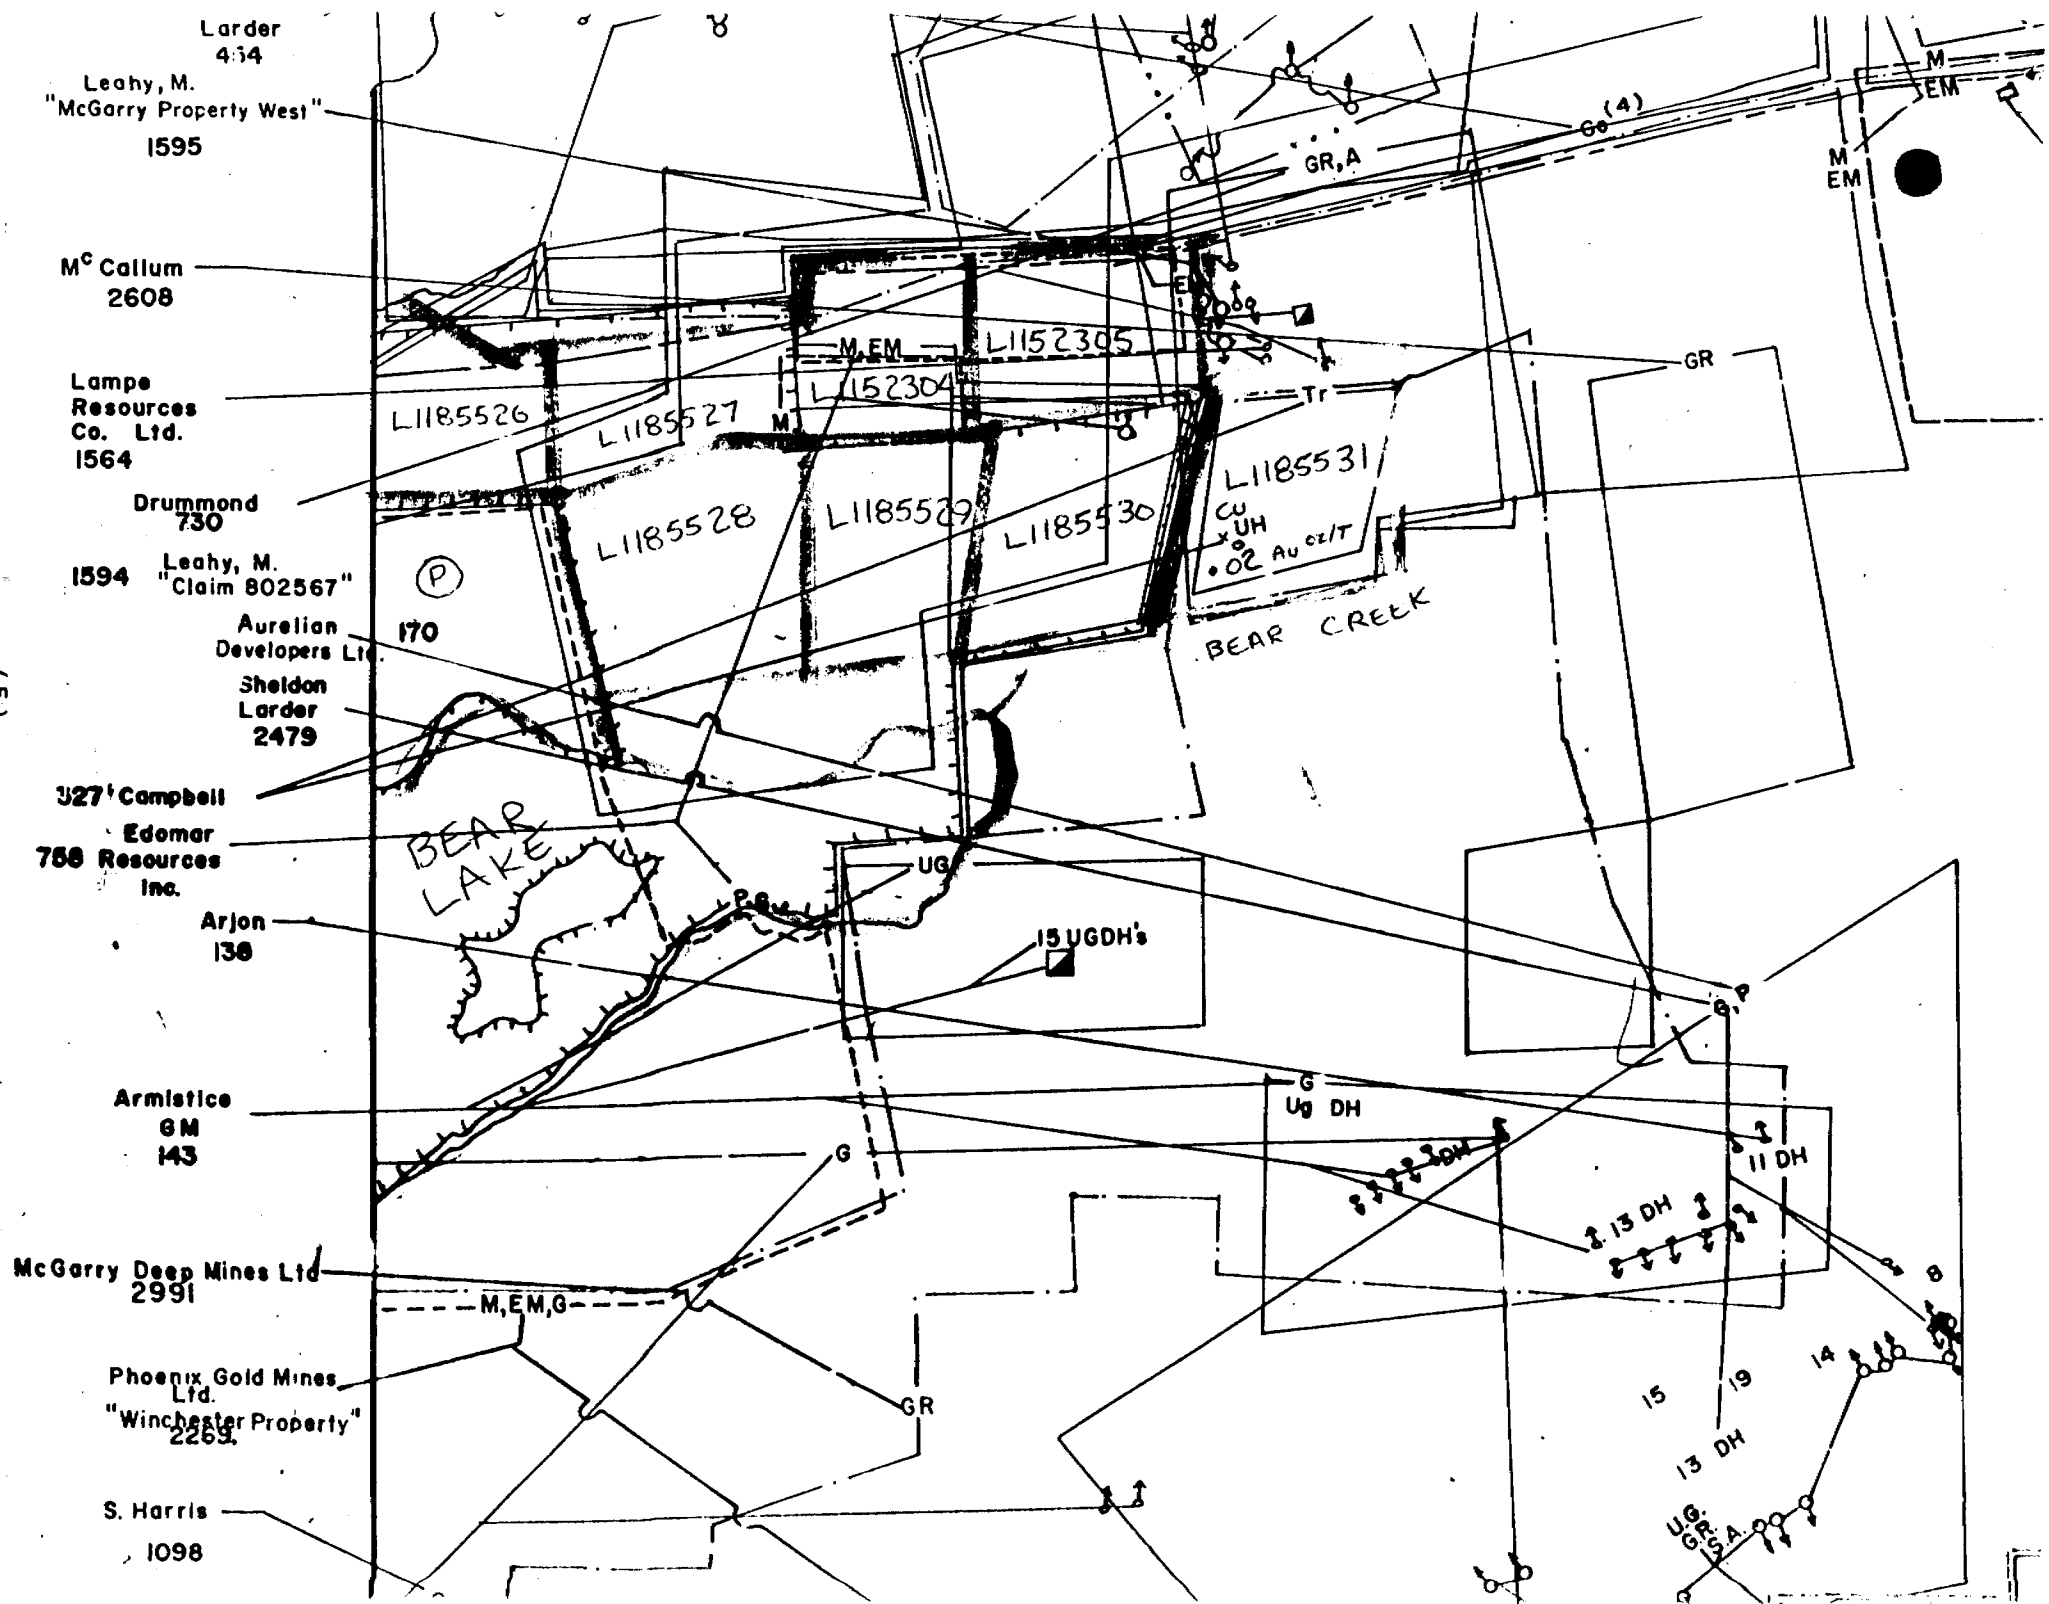 Larder
Leahy, M.
"McGarry Property West"
1595
Mc Callum
2608
Lampe
Resources
Co. Ltd.
1564
Drummond
730
1594 Leahy, M.
"Claim 802567"
Aurelian
Developers Ltd.
170
P
Sheldon
Larder
2479
Campbell
Edomar
758 Resources
Inc.
Arjon
138
Armistice
GM
143
McGarry Deep Mines Ltd
2991
Phoenix Gold Mines
Ltd.
"Winchester Property"
2269.
S. Harris
1098
M
EM
Go (4)
GR, A
M
EM
L1152305
M, EM
L1152304
GR
Tr
L1185526
L1185527
M
L1185531
L1185528
L1185529
L1185530
Cu
UH
02 Au oz/T
BEAR CREEK
BEAR
LAKE
UG
15 UGDH's
G, P
G
Ug DH
DH
11 DH
G
13 DH
M, EM, G
8
14
19
15
GR
13 DH
U.G.
GR.
I.S.A.